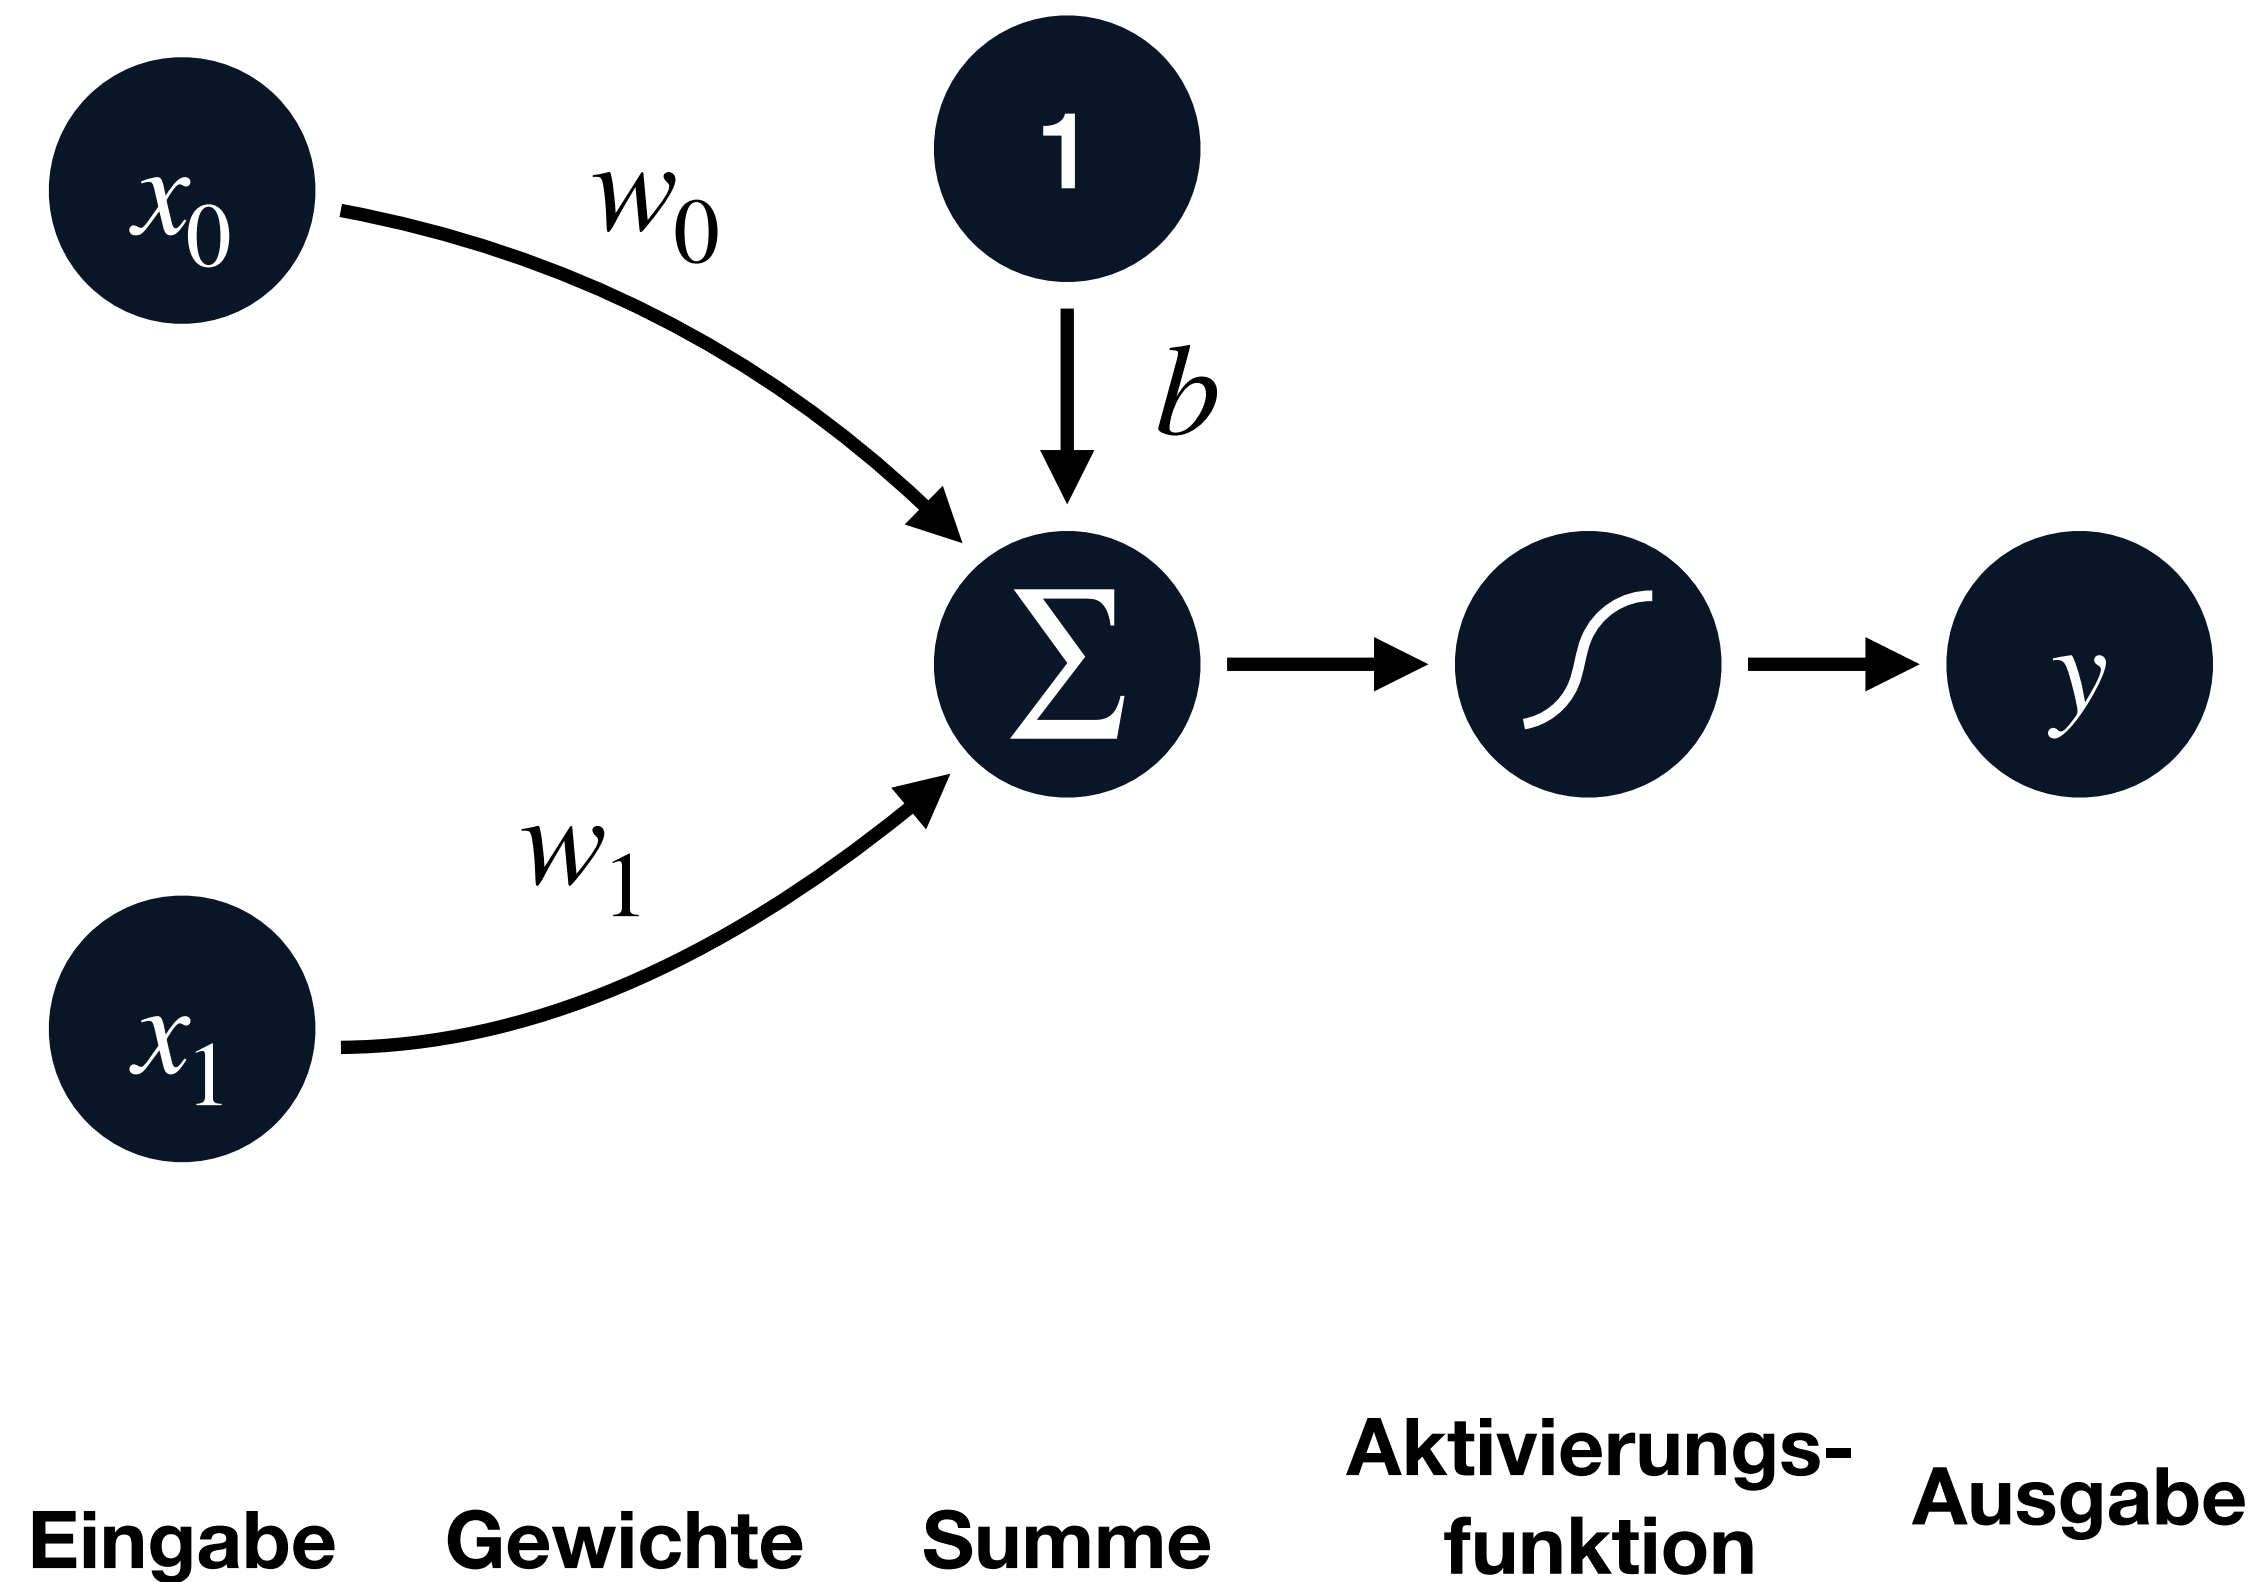 x₀
w₀
1
b
Σ
y
w₁
x₁
Eingabe
Gewichte
Summe
Aktivierungs-
funktion
Ausgabe